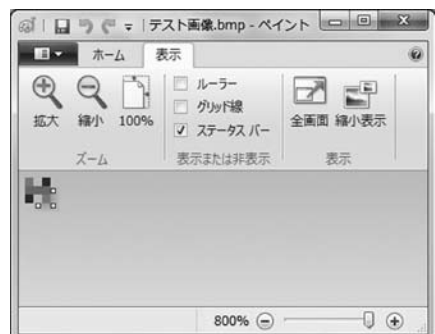 テスト画像.bmp - ペイント
ホーム 表示
拡大 縮小 100%
ズーム
ルーラー
グリッド線
ステータス バー
表示または非表示
全画面 縮小表示
表示
800%